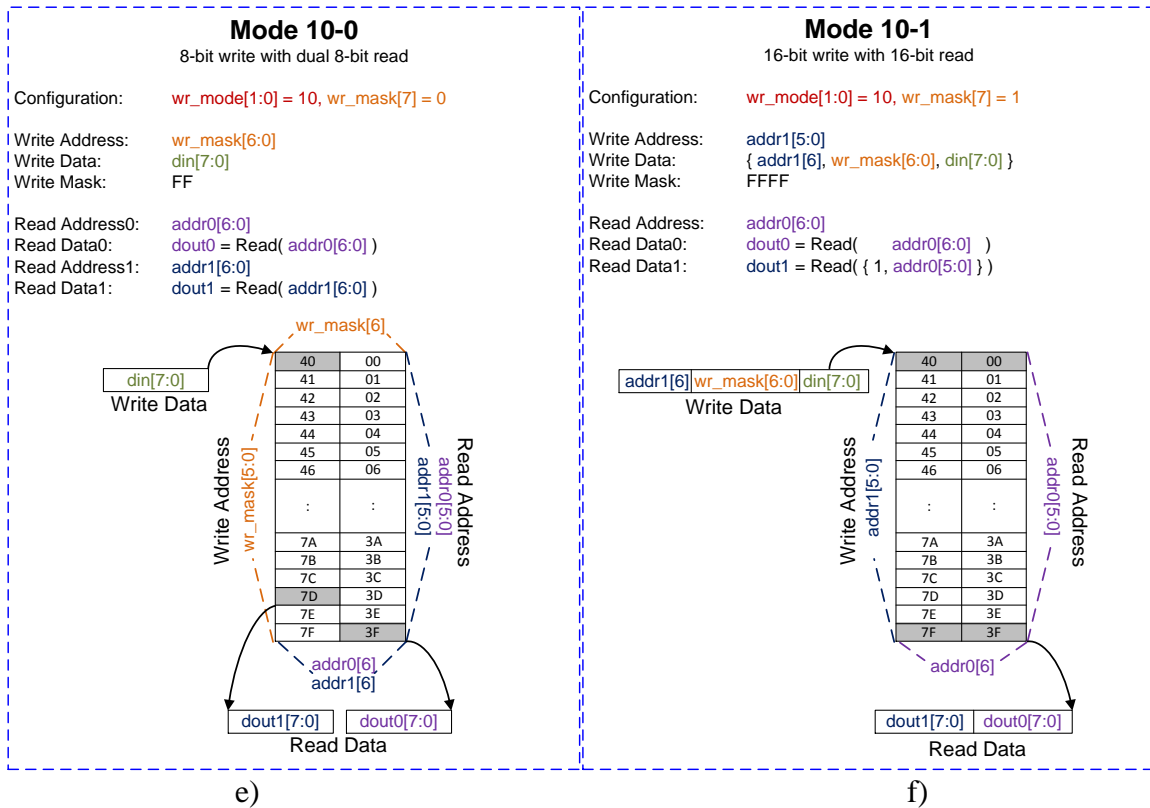 Mode 10-0
8-bit write with dual 8-bit read
Configuration: wr_mode[1:0] = 10, wr_mask[7] = 0
Write Address: wr_mask[6:0]
Write Data: din[7:0]
Write Mask: FF
Read Address0: addr0[6:0]
Read Data0: dout0 = Read( addr0[6:0] )
Read Address1: addr1[6:0]
Read Data1: dout1 = Read( addr1[6:0] )
wr_mask[6]
din[7:0]
Write Data
Write Address
wr_mask[5:0]
40 00
41 01
42 02
43 03
44 04
45 05
46 06
: :
7A 3A
7B 3B
7C 3C
7D 3D
7E 3E
7F 3F
Read Address
addr0[5:0]
addr1[5:0]
addr0[6]
addr1[6]
dout1[7:0] dout0[7:0]
Read Data
e)
Mode 10-1
16-bit write with 16-bit read
Configuration: wr_mode[1:0] = 10, wr_mask[7] = 1
Write Address: addr1[5:0]
Write Data: { addr1[6], wr_mask[6:0], din[7:0] }
Write Mask: FFFF
Read Address: addr0[6:0]
Read Data0: dout0 = Read( addr0[6:0] )
Read Data1: dout1 = Read( { 1, addr0[5:0] } )
addr1[6] wr_mask[6:0] din[7:0]
Write Data
Write Address
addr1[5:0]
40 00
41 01
42 02
43 03
44 04
45 05
46 06
: :
7A 3A
7B 3B
7C 3C
7D 3D
7E 3E
7F 3F
Read Address
addr0[5:0]
addr0[6]
dout1[7:0] dout0[7:0]
Read Data
f)